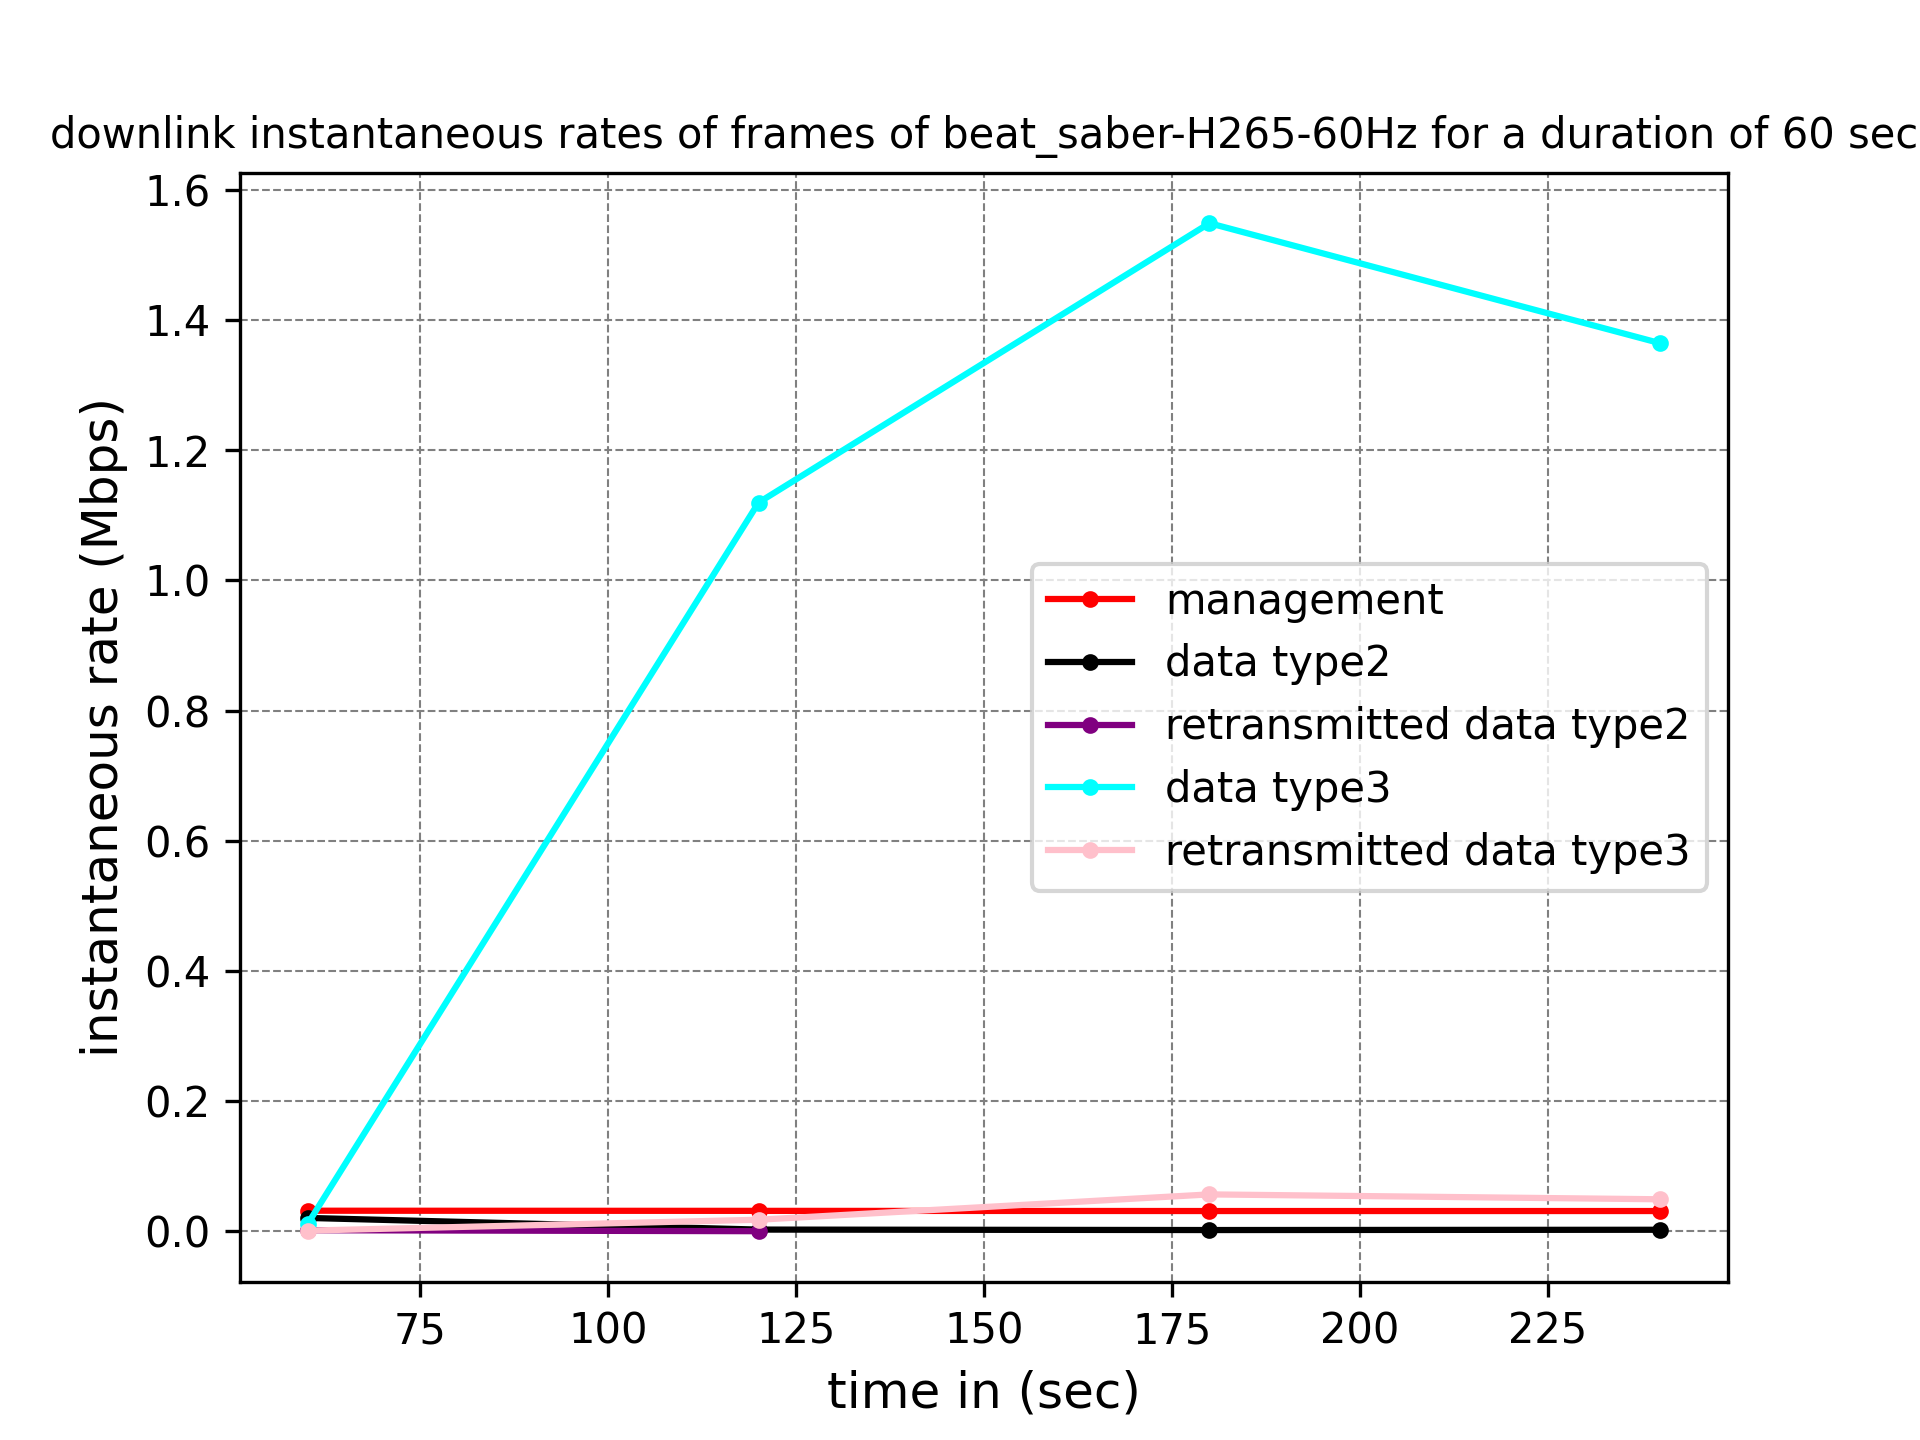 downlink instantaneous rates of frames of beat_saber-H265-60Hz for a duration of 60 sec
instantaneous rate (Mbps)
1.6
1.4
1.2
1.0
0.8
0.6
0.4
0.2
0.0
management
data type2
retransmitted data type2
data type3
retransmitted data type3
75 100 125 150 175 200 225
time in (sec)